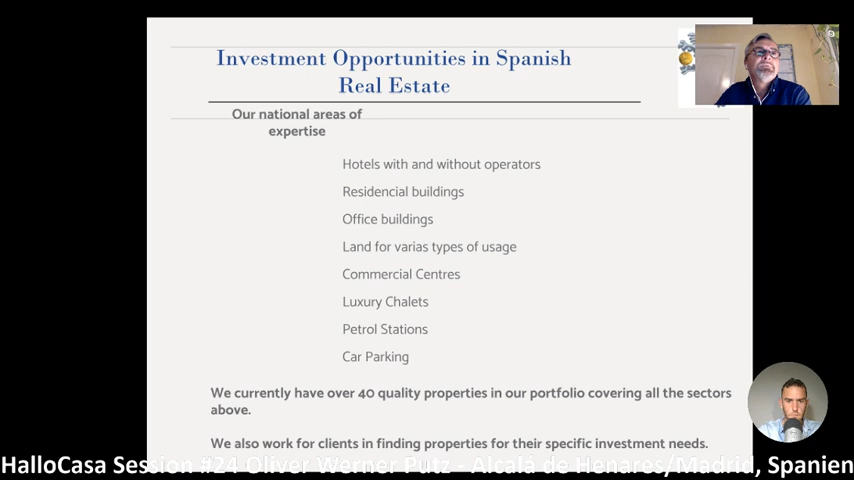 Investment Opportunities in Spanish
Real Estate
Our national areas of
expertise
Hotels with and without operators
Residencial buildings
Office buildings
Land for varias types of usage
Commercial Centres
Luxury Chalets
Petrol Stations
Car Parking
We currently have over 40 quality properties in our portfolio covering all the sectors
above.
We also work for clients in finding properties for their specific investment needs.
HalloCasa Session #24 Oliver Werner Putz - Alcalá de Henares/Madrid, Spanien